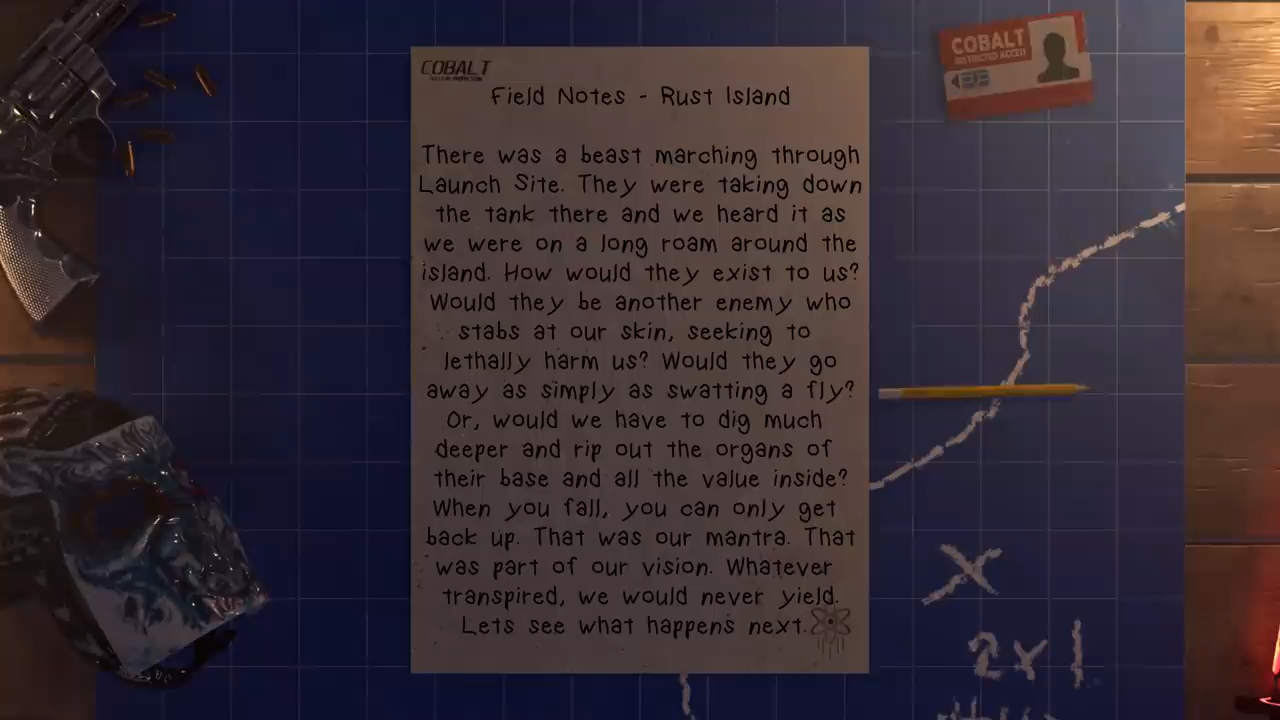 COBALT
Field Notes - Rust Island
There was a beast marching through
Launch Site. They were taking down
the tank there and we heard it as
we were on a long roam around the
island. How would they exist to us?
Would they be another enemy who
stabs at our skin, seeking to
lethally harm us? Would they go
away as simply as swatting a fly?
Or, would we have to dig much
deeper and rip out the organs of
their base and all the value inside?
When you fall, you can only get
back up. That was our mantra. That
was part of our vision. Whatever
transpired, we would never yield.
Lets see what happens next.
COBALT
RESTRICTED ACCESS
X
2x1